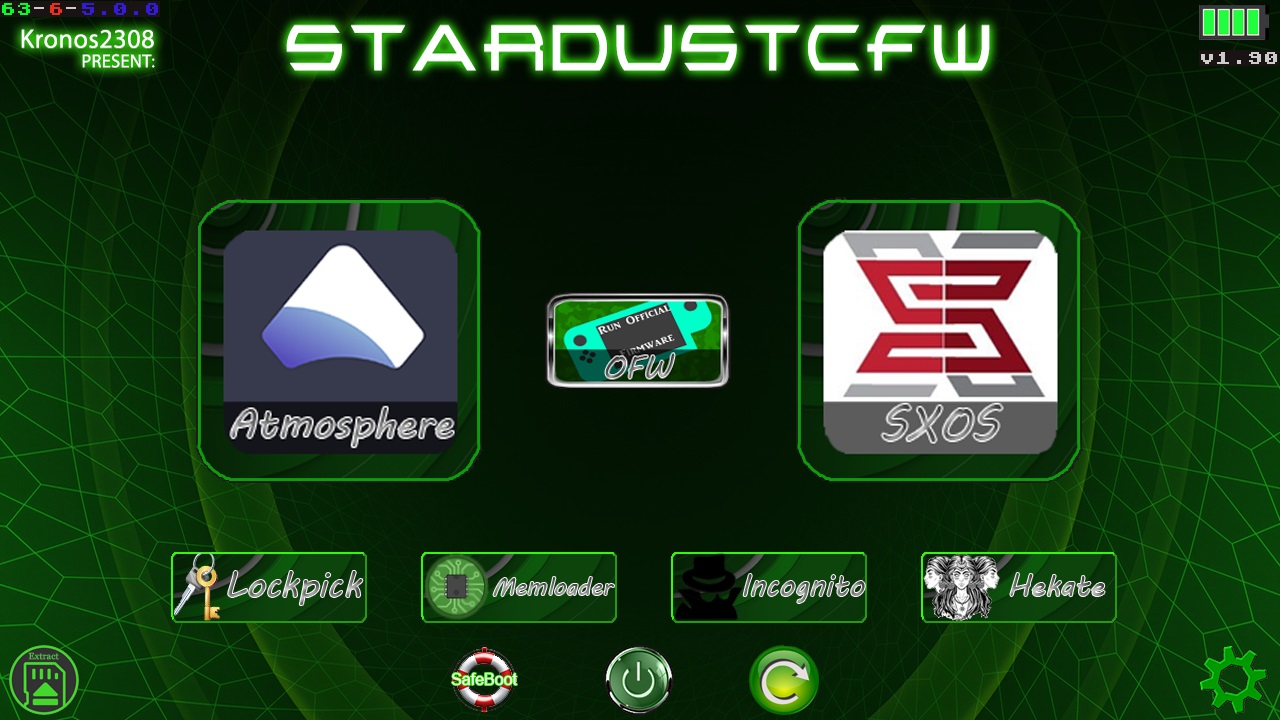 63-6-5.0.0
Kronos2308
PRESENT:
STARDUSTCFW
v1.90
Atmosphere
RUN OFFICIAL
FIRMWARE
OFW
SXOS
Lockpick
Memloader
Incognito
Hekate
Extract
SafeBoot